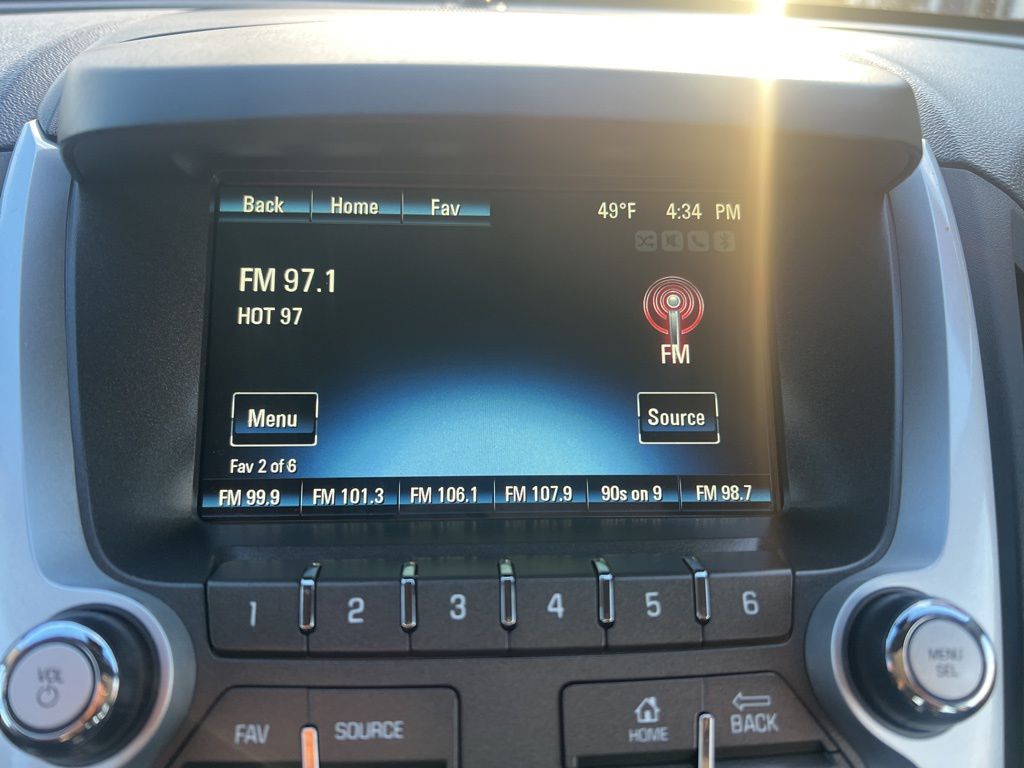 Back Home Fav 49°F 4:34 PM
FM 97.1
HOT 97
FM
Menu Source
Fav 2 of 6
FM 99.9 FM 101.3 FM 106.1 FM 107.9 90s on 9 FM 98.7
1 2 3 4 5 6
VOL MENU
SEL
FAV SOURCE HOME BACK